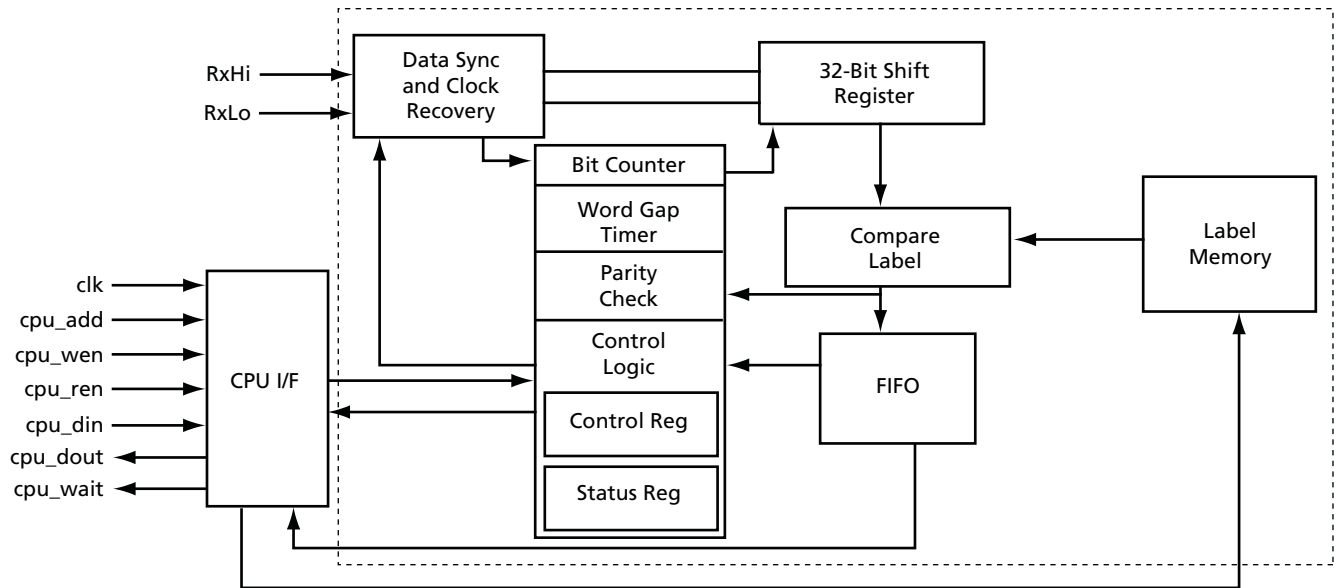 RxHi
RxLo
Data Sync
and Clock
Recovery
32-Bit Shift
Register
Bit Counter
Word Gap
Timer
Parity
Check
Control
Logic
Control Reg
Status Reg
Compare
Label
Label
Memory
FIFO
clk
cpu_add
cpu_wen
cpu_ren
cpu_din
cpu_dout
cpu_wait
CPU I/F